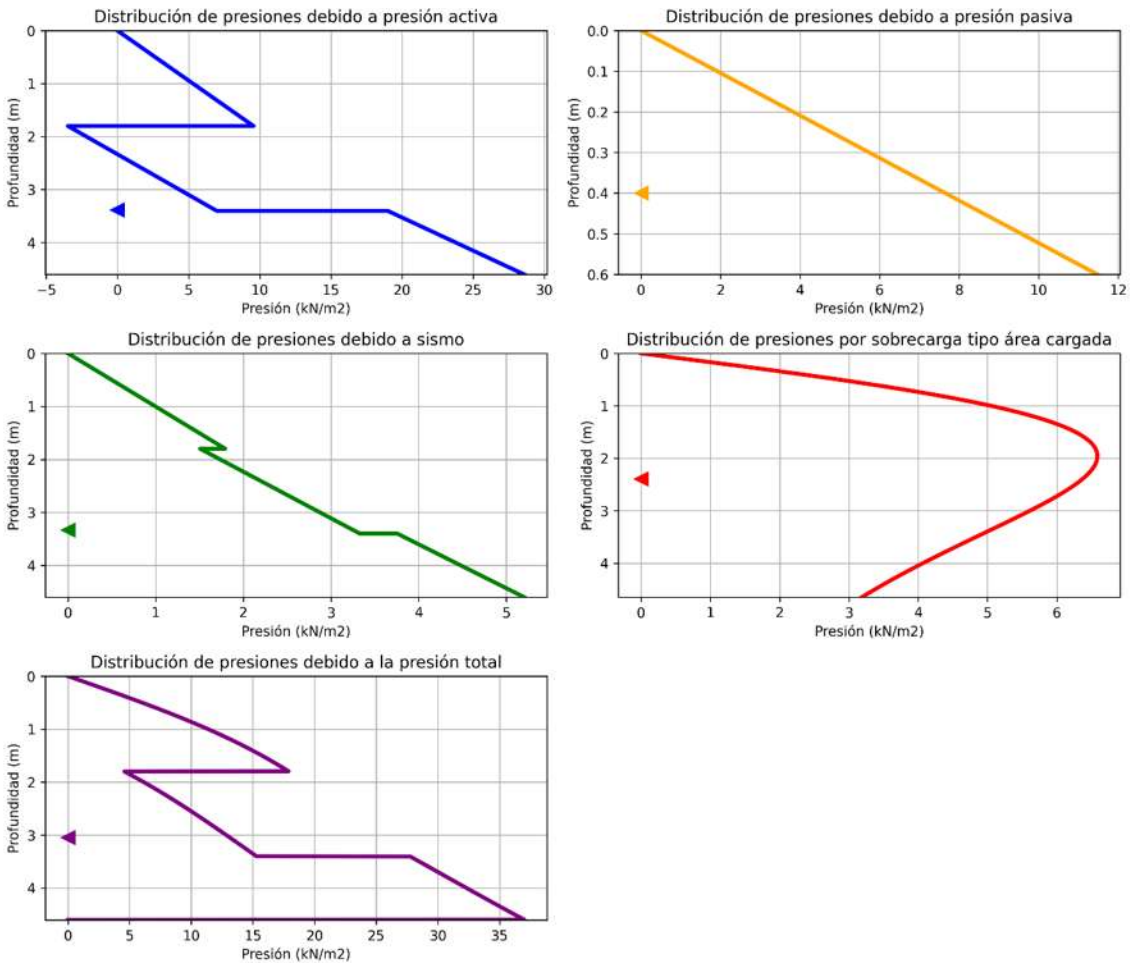 Distribución de presiones debido a presión activa
0
1
2
3
4
Profundidad (m)
−5 0 5 10 15 20 25 30
Presión (kN/m2)
Distribución de presiones debido a presión pasiva
0.0
0.1
0.2
0.3
0.4
0.5
0.6
Profundidad (m)
0 2 4 6 8 10 12
Presión (kN/m2)
Distribución de presiones debido a sismo
0
1
2
3
4
Profundidad (m)
0 1 2 3 4 5
Presión (kN/m2)
Distribución de presiones por sobrecarga tipo área cargada
0
1
2
3
4
Profundidad (m)
0 1 2 3 4 5 6
Presión (kN/m2)
Distribución de presiones debido a la presión total
0
1
2
3
4
Profundidad (m)
0 5 10 15 20 25 30 35
Presión (kN/m2)